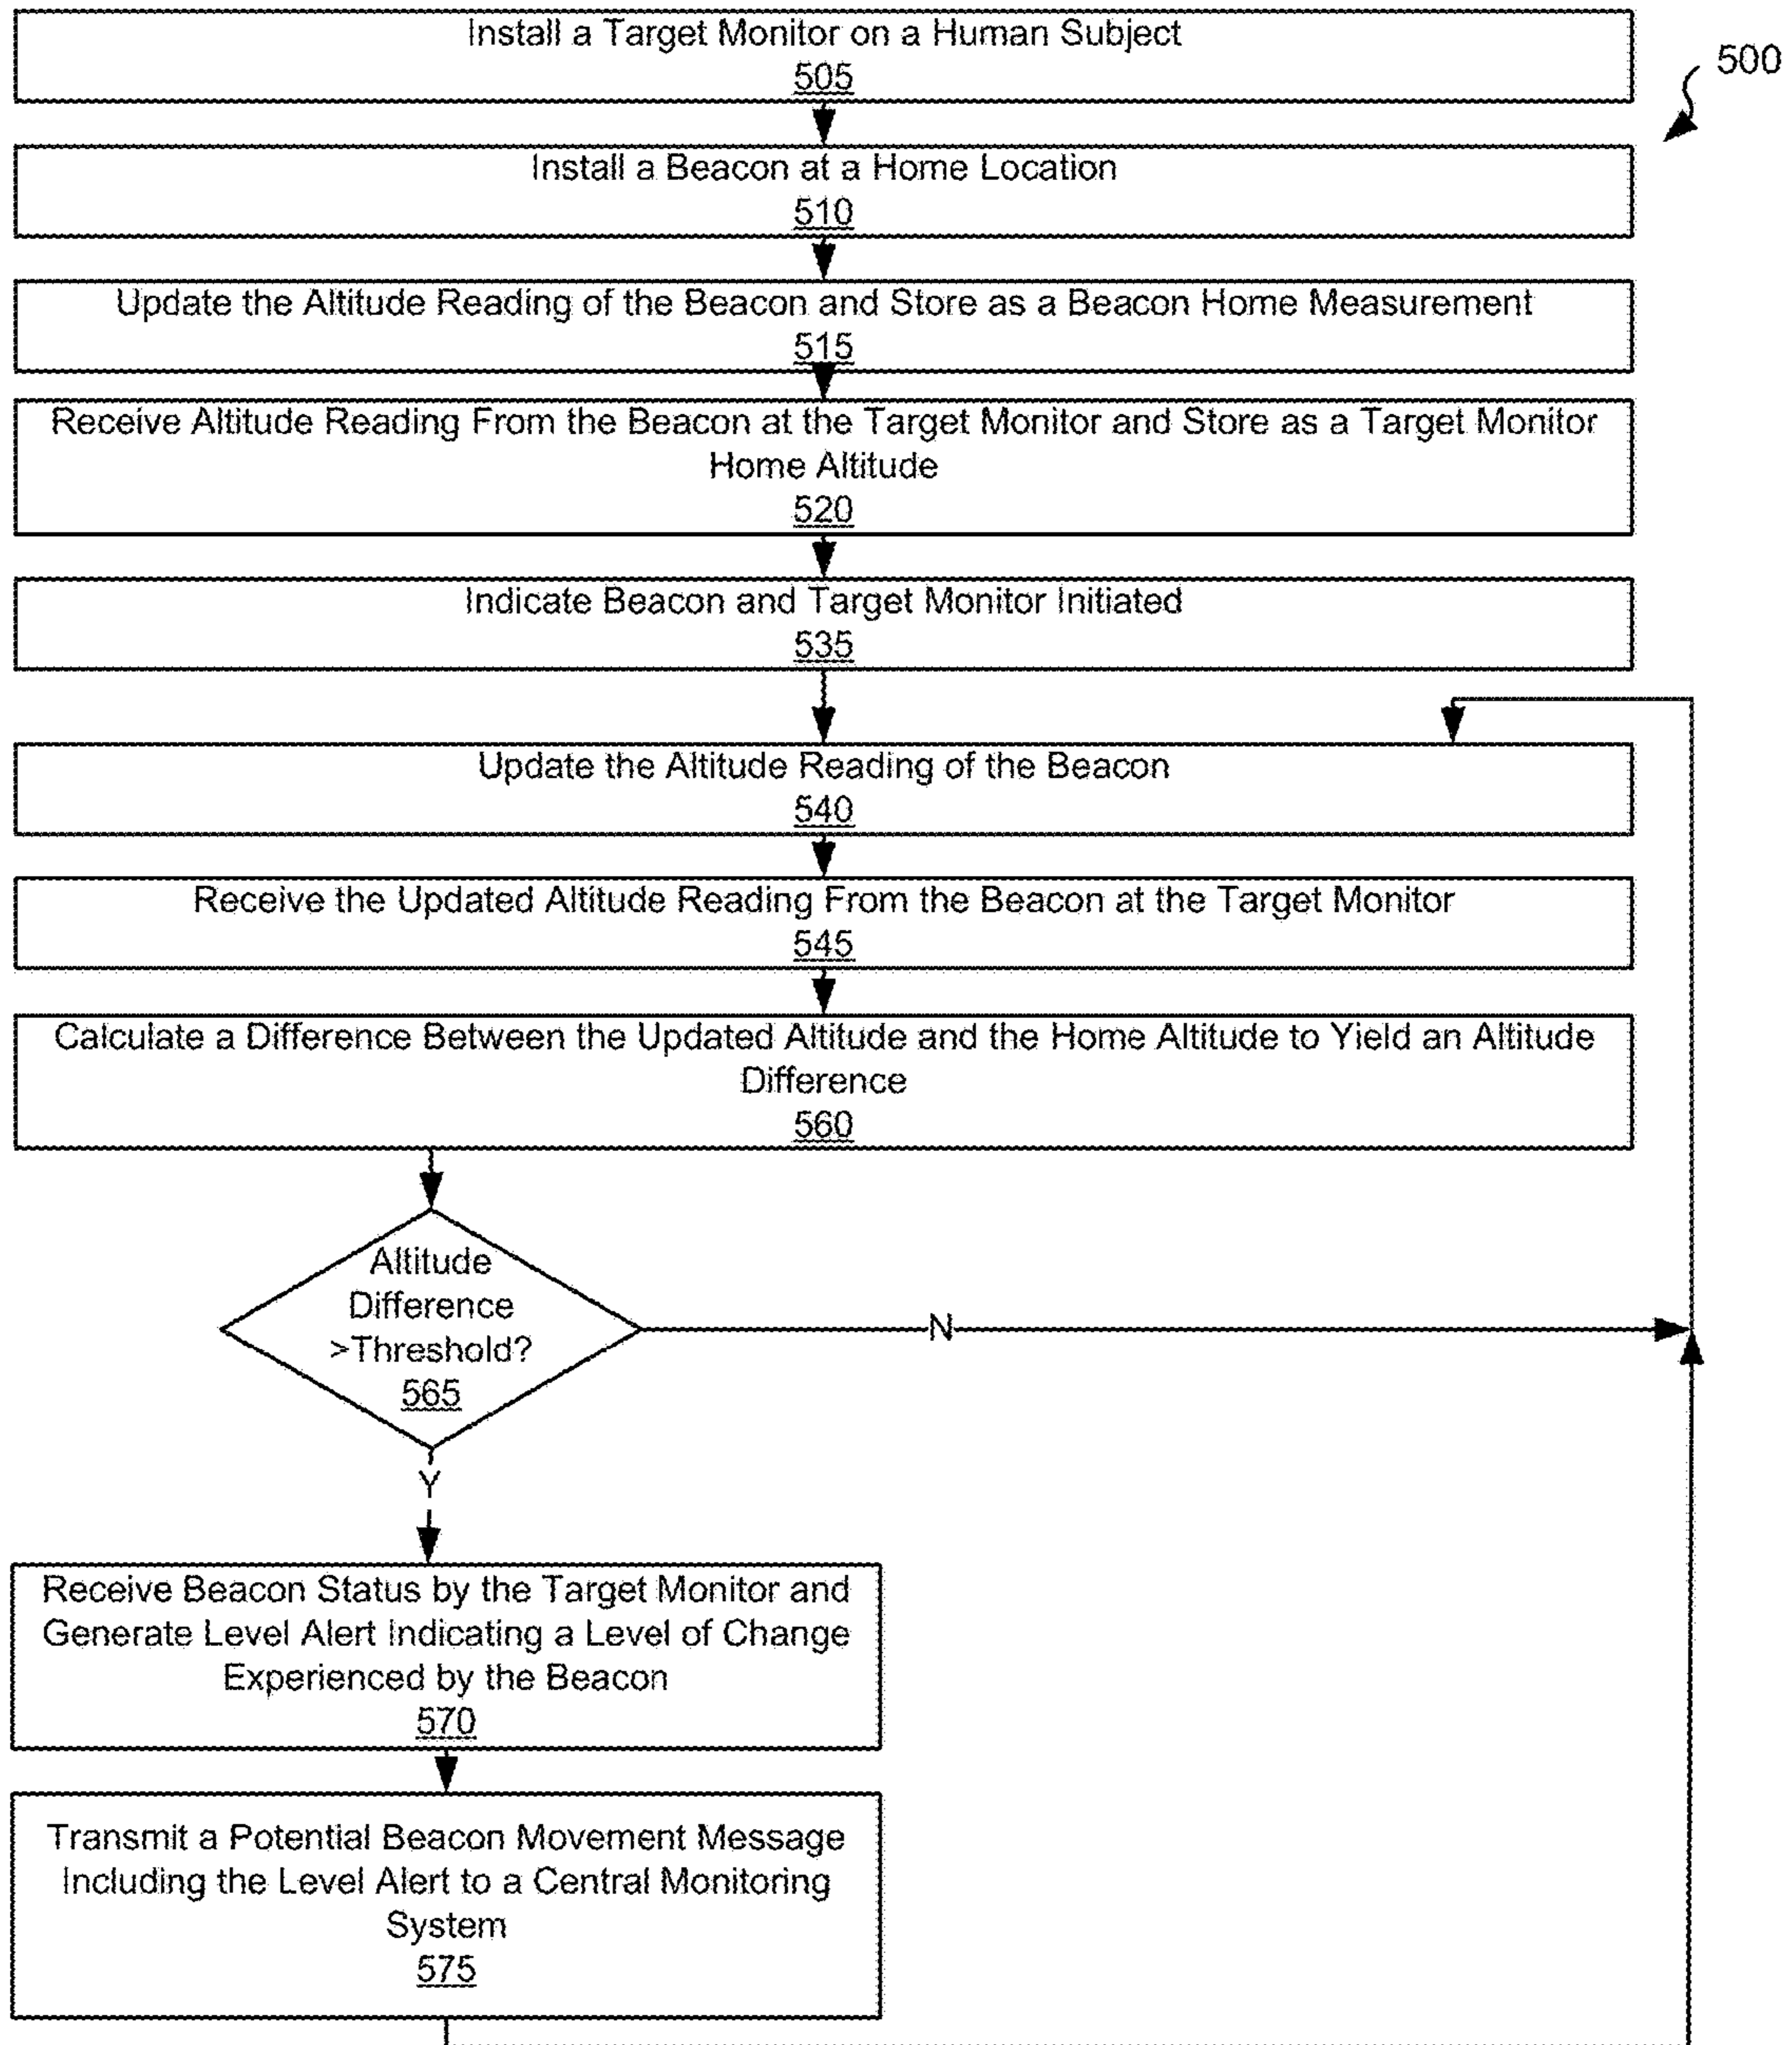 Install a Target Monitor on a Human Subject
505
500
Install a Beacon at a Home Location
510
Update the Altitude Reading of the Beacon and Store as a Beacon Home Measurement
515
Receive Altitude Reading From the Beacon at the Target Monitor and Store as a Target Monitor
Home Altitude
520
Indicate Beacon and Target Monitor Initiated
535
Update the Altitude Reading of the Beacon
540
Receive the Updated Altitude Reading From the Beacon at the Target Monitor
545
Calculate a Difference Between the Updated Altitude and the Home Altitude to Yield an Altitude
Difference
560
Altitude
Difference
>Threshold?
565
N
Y
Receive Beacon Status by the Target Monitor and
Generate Level Alert Indicating a Level of Change
Experienced by the Beacon
570
Transmit a Potential Beacon Movement Message
Including the Level Alert to a Central Monitoring
System
575